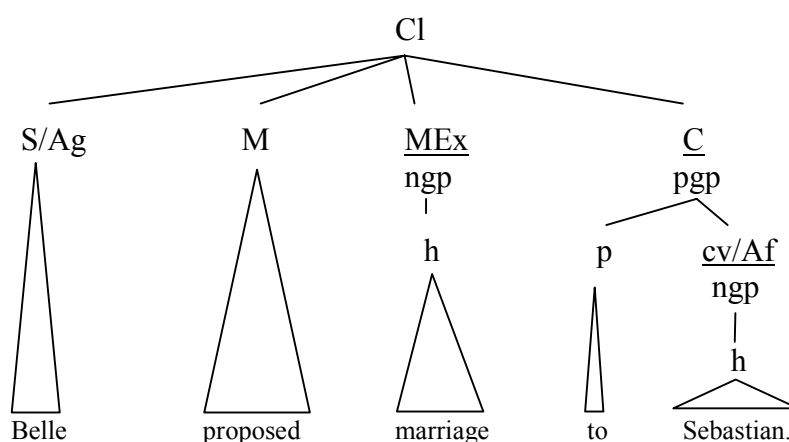 Cl
S/Ag M MEx C
ngp pgp
h p cv/Af
ngp
h
Belle proposed marriage to Sebastian.